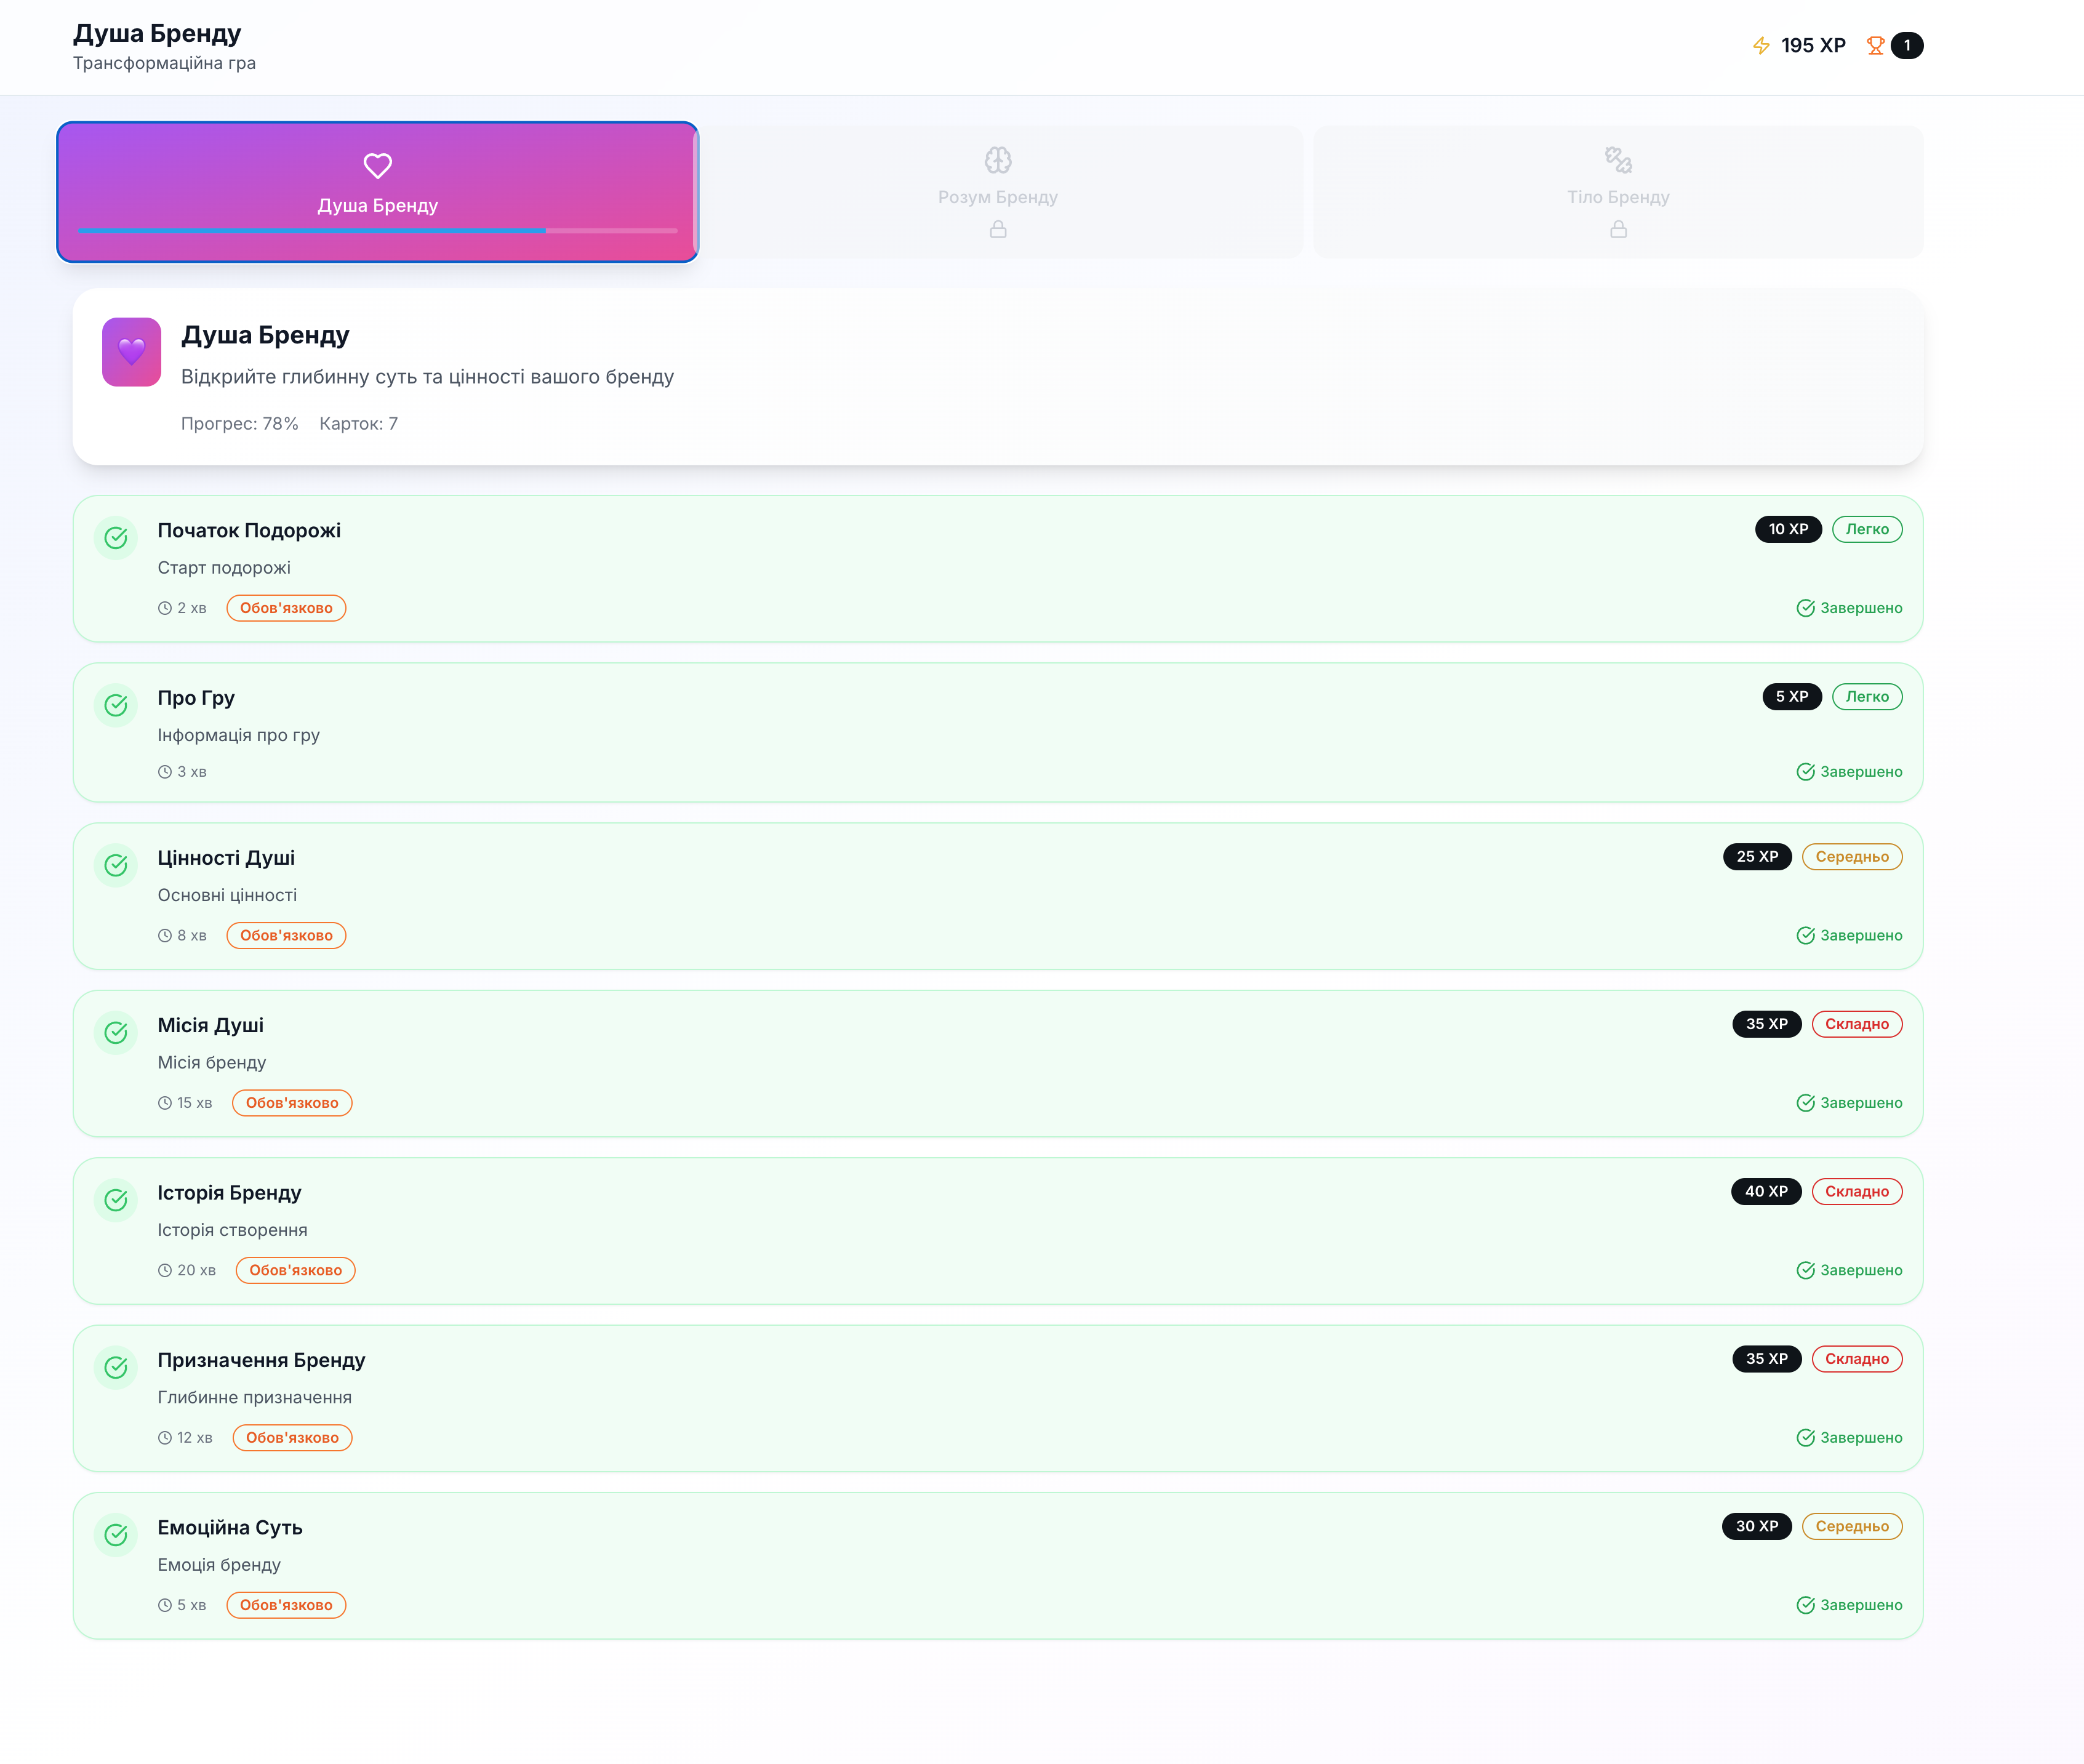 Душа Бренду
Трансформаційна гра
195 XP
1
Душа Бренду
Розум Бренду
Тіло Бренду
Душа Бренду
Відкрийте глибинну суть та цінності вашого бренду
Прогрес: 78% Карток: 7
Початок Подорожі
10 XP Легко
Старт подорожі
2 хв Обов'язково
Завершено
Про Гру
5 XP Легко
Інформація про гру
3 хв
Завершено
Цінності Душі
25 XP Середньо
Основні цінності
8 хв Обов'язково
Завершено
Місія Душі
35 XP Складно
Місія бренду
15 хв Обов'язково
Завершено
Історія Бренду
40 XP Складно
Історія створення
20 хв Обов'язково
Завершено
Призначення Бренду
35 XP Складно
Глибинне призначення
12 хв Обов'язково
Завершено
Емоційна Суть
30 XP Середньо
Емоція бренду
5 хв Обов'язково
Завершено